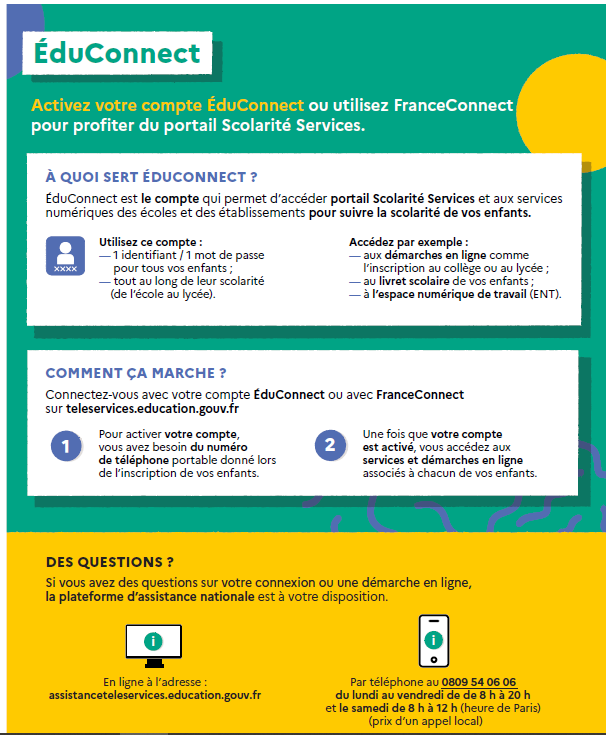 ÉduConnect
Activez votre compte ÉduConnect ou utilisez FranceConnect
pour profiter du portail Scolarité Services.
À QUOI SERT ÉDUCONNECT ?
ÉduConnect est le compte qui permet d’accéder portail Scolarité Services et aux services
numériques des écoles et des établissements pour suivre la scolarité de vos enfants.
xxxx
Utilisez ce compte :
— 1 identifiant / 1 mot de passe
pour tous vos enfants ;
— tout au long de leur scolarité
(de l’école au lycée).
Accédez par exemple :
— aux démarches en ligne comme
l’inscription au collège ou au lycée ;
— au livret scolaire de vos enfants ;
— à l’espace numérique de travail (ENT).
COMMENT ÇA MARCHE ?
Connectez-vous avec votre compte ÉduConnect ou avec FranceConnect
sur teleservices.education.gouv.fr
1
Pour activer votre compte,
vous avez besoin du numéro
de téléphone portable donné lors
de l’inscription de vos enfants.
2
Une fois que votre compte
est activé, vous accédez aux
services et démarches en ligne
associés à chacun de vos enfants.
DES QUESTIONS ?
Si vous avez des questions sur votre connexion ou une démarche en ligne,
la plateforme d’assistance nationale est à votre disposition.
i
En ligne à l’adresse :
assistanceteleservices.education.gouv.fr
i
Par téléphone au 0809 54 06 06
du lundi au vendredi de de 8 h à 20 h
et le samedi de 8 h à 12 h (heure de Paris)
(prix d’un appel local)